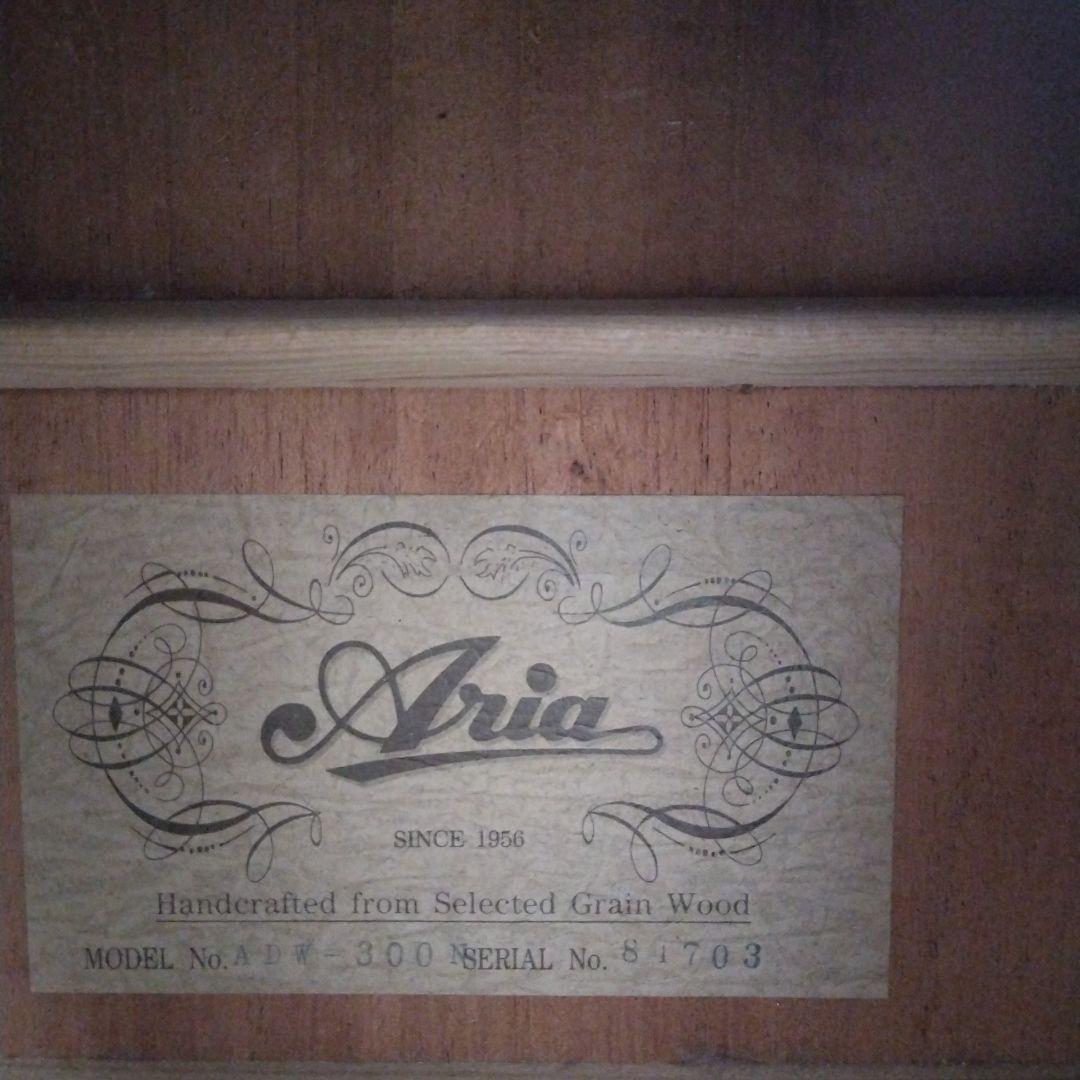 Aria
SINCE 1956
Handcrafted from Selected Grain Wood
MODEL No. ADW-300N SERIAL No. 81703